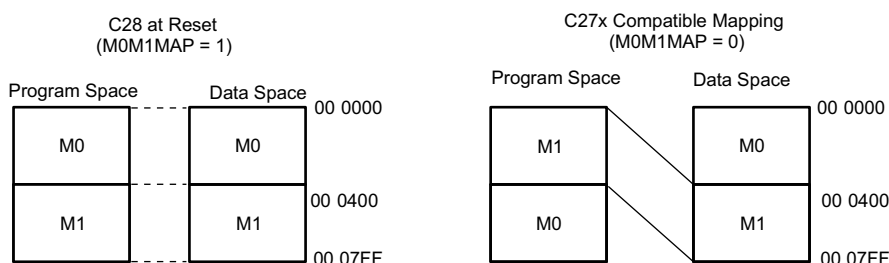 C28 at Reset
(M0M1MAP = 1)
Program Space
Data Space
00 0000
M0
M0
00 0400
M1
M1
00 07FF
C27x Compatible Mapping
(M0M1MAP = 0)
Program Space
Data Space
00 0000
M1
M0
00 0400
M0
M1
00 07FF